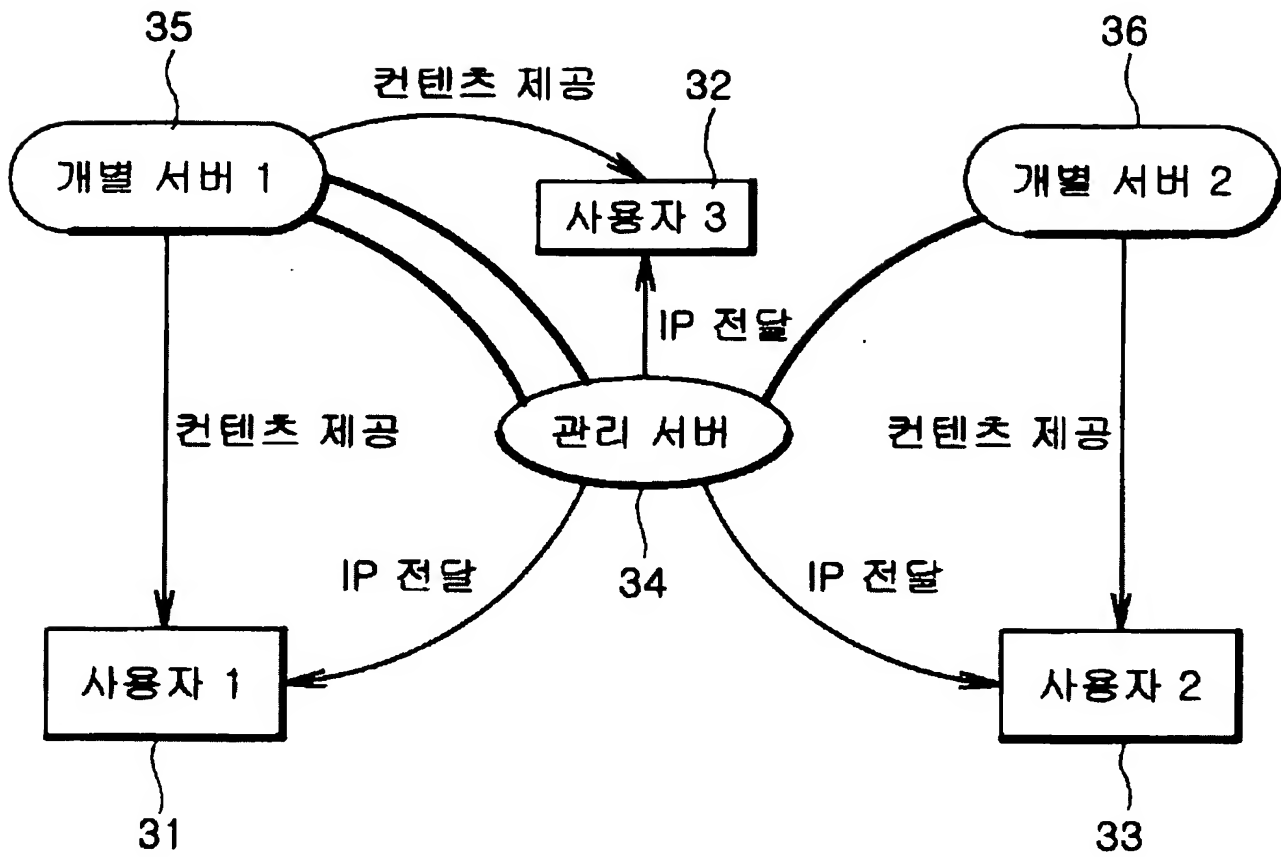 35
36
컨텐츠 제공
32
개별 서버 1
사용자 3
개별 서버 2
IP 전달
컨텐츠 제공
관리 서버
컨텐츠 제공
IP 전달
34
IP 전달
사용자 1
사용자 2
31
33